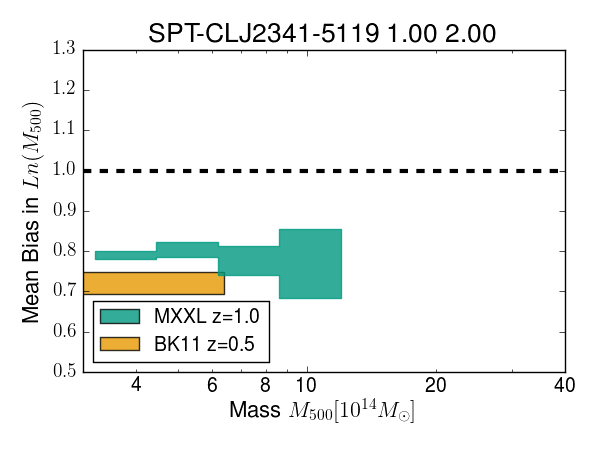 SPT-CLJ2341-5119 1.00 2.00
1.3
1.2
1.1
1.0
0.9
0.8
0.7
0.6
0.5
Mean Bias in Ln(M500)
MXXL z=1.0
BK11 z=0.5
4 6 8 10 20 40
Mass M500[10^14 M⊙]